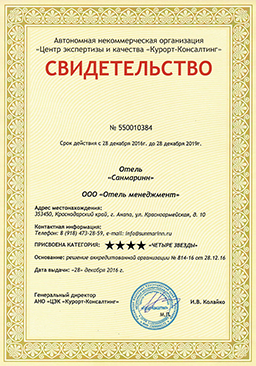 Автономная некоммерческая организация
«Центр экспертизы и качества «Курорт-Консалтинг»
СВИДЕТЕЛЬСТВО
№ 550010384
Срок действия с 28 декабря 2016г. до 28 декабря 2019г.
Отель
«Санмаринн»
ООО «Отель менеджмент»
Адрес местонахождения:
353450, Краснодарский край, г. Анапа, ул. Красноармейская, д. 10
Контактная информация:
Телефон: 8 (918) 473-28-59, e-mail: info@sunmarinn.ru
ПРИСВОЕНА КАТЕГОРИЯ: ★★★★ «ЧЕТЫРЕ ЗВЕЗДЫ»
Основание: решение аккредитованной организации № 814-16 от 28.12.16
Дата выдачи: «28» декабря 2016 г.
Генеральный директор
АНО «ЦЭК «Курорт-Консалтинг»
И.В. Колайко
М.П.